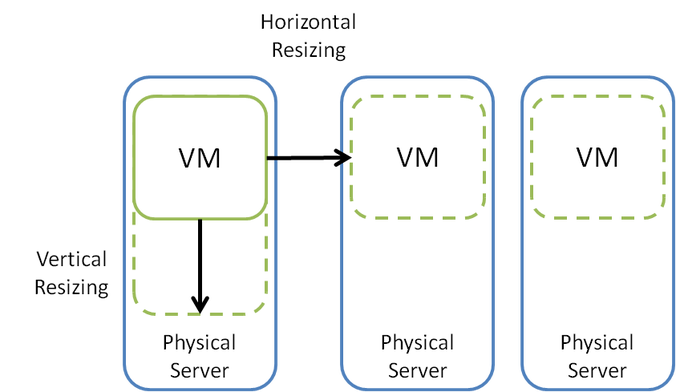 Horizontal
Resizing
VM
VM
VM
Vertical
Resizing
Physical
Server
Physical
Server
Physical
Server